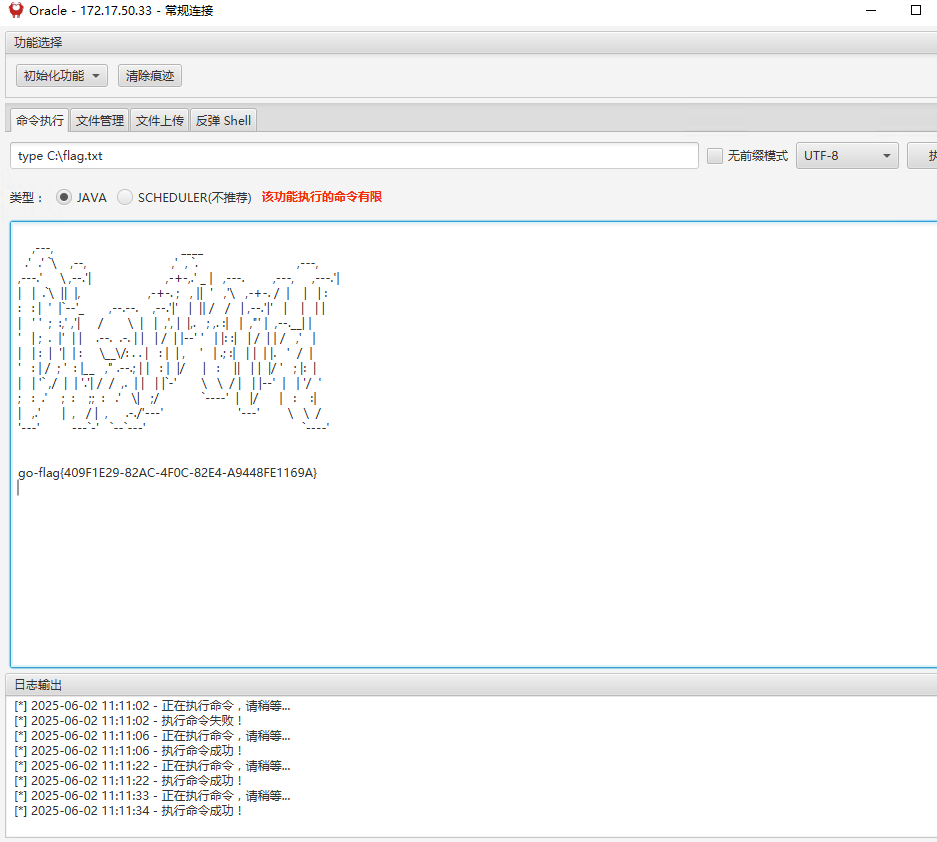 Oracle - 172.17.50.33 - 常规连接
功能选择
初始化功能 清除痕迹
命令执行 文件管理 文件上传 反弹 Shell
type C:\flag.txt 无前缀模式 UTF-8 执
类型： JAVA SCHEDULER(不推荐) 该功能执行的命令有限
go-flag{409F1E29-82AC-4F0C-82E4-A9448FE1169A}
日志输出
[*] 2025-06-02 11:11:02 - 正在执行命令，请稍等...
[*] 2025-06-02 11:11:02 - 执行命令失败！
[*] 2025-06-02 11:11:06 - 正在执行命令，请稍等...
[*] 2025-06-02 11:11:06 - 执行命令成功！
[*] 2025-06-02 11:11:22 - 正在执行命令，请稍等...
[*] 2025-06-02 11:11:22 - 执行命令成功！
[*] 2025-06-02 11:11:33 - 正在执行命令，请稍等...
[*] 2025-06-02 11:11:34 - 执行命令成功！